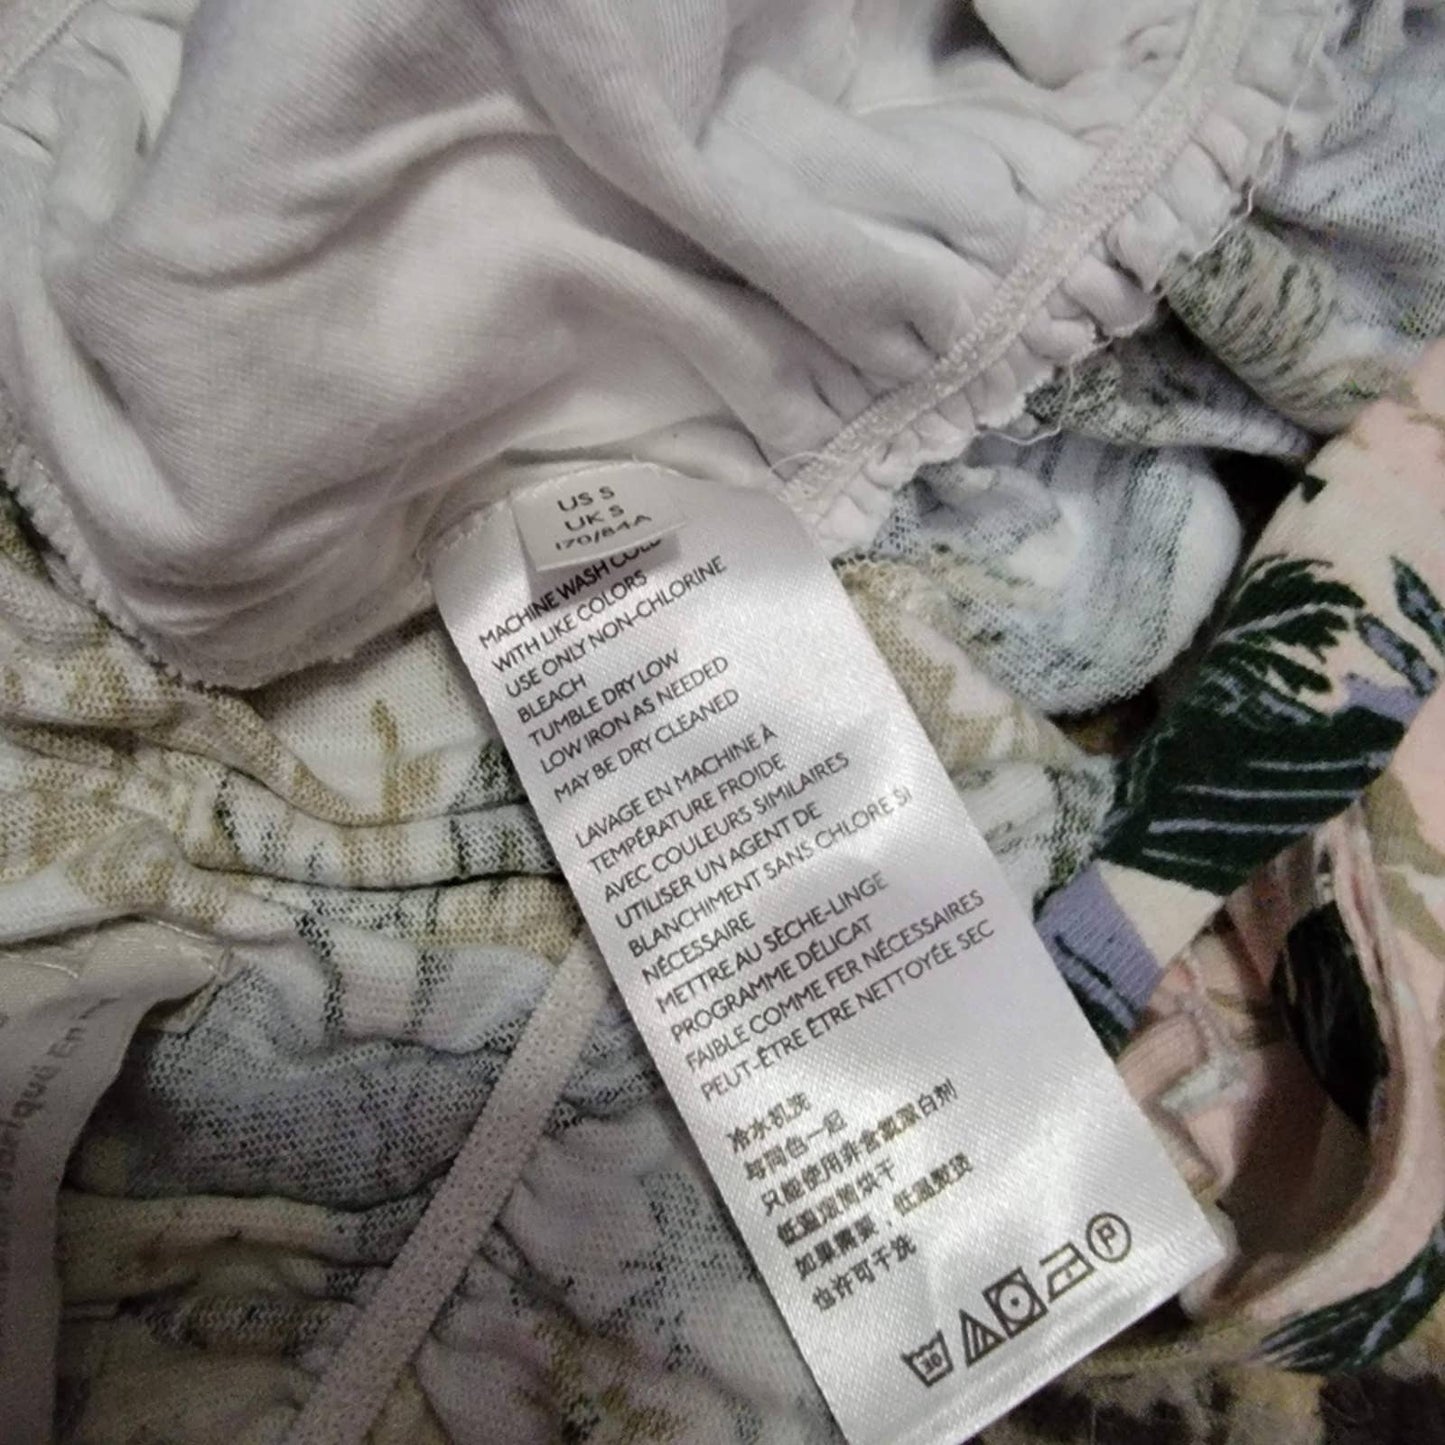 US S
UK S
170/84A
MACHINE WASH COLD
WITH LIKE COLORS
USE ONLY NON-CHLORINE
BLEACH
TUMBLE DRY LOW
LOW IRON AS NEEDED
MAY BE DRY CLEANED
LAVAGE EN MACHINE À
TEMPÉRATURE FROIDE
AVEC COULEURS SIMILAIRES
UTILISER UN AGENT DE
BLANCHIMENT SANS CHLORE SI
NÉCESSAIRE
METTRE AU SÈCHE-LINGE
PROGRAMME DÉLICAT
FAIBLE COMME FER NÉCESSAIRES
PEUT-ÊTRE ÊTRE NETTOYÉE SEC
冷水机洗
与同色一起
只能使用非含氯漂白剂
低温滚筒烘干
如果需要，低温熨烫
也许可干洗
30
P